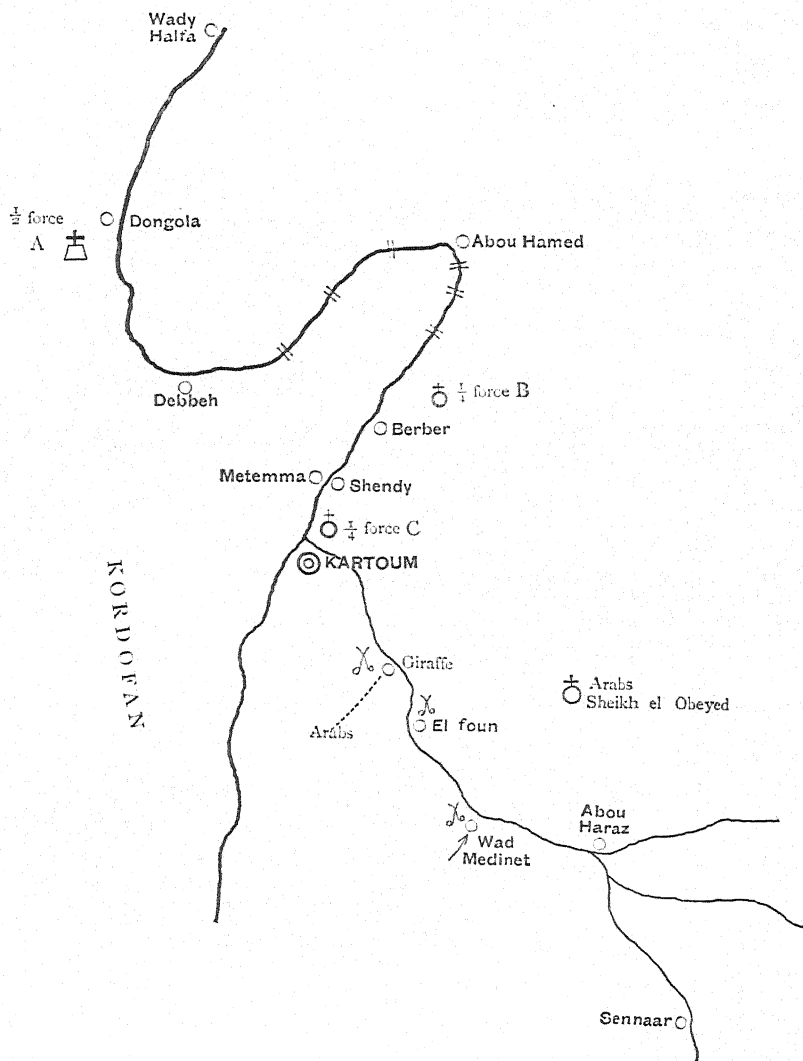 Wady
Halfa
½ force
A
Dongola
Abou Hamed
Debbeh
¼ force B
Berber
Metemma
Shendy
¼ force C
KARTOUM
KORDOFAN
Giraffe
Arabs
El foun
Arabs
Sheikh el Obeyed
Wad
Medinet
Abou
Haraz
Sennaar